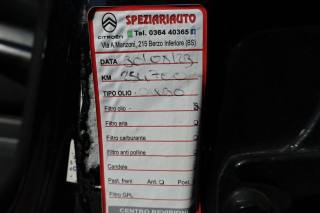 SPEZIARIAUTO
CITROËN Tel. 0364 40365
Via A.Manzoni, 215 Berzo Inferiore (BS)
DATA
KM
TIPO OLIO
Filtro olio
Filtro aria
Filtro carburante
Filtro anti polline
Candele
Past. freni Ant. Post.
Filtro GPL
CENTRO REVISIONI